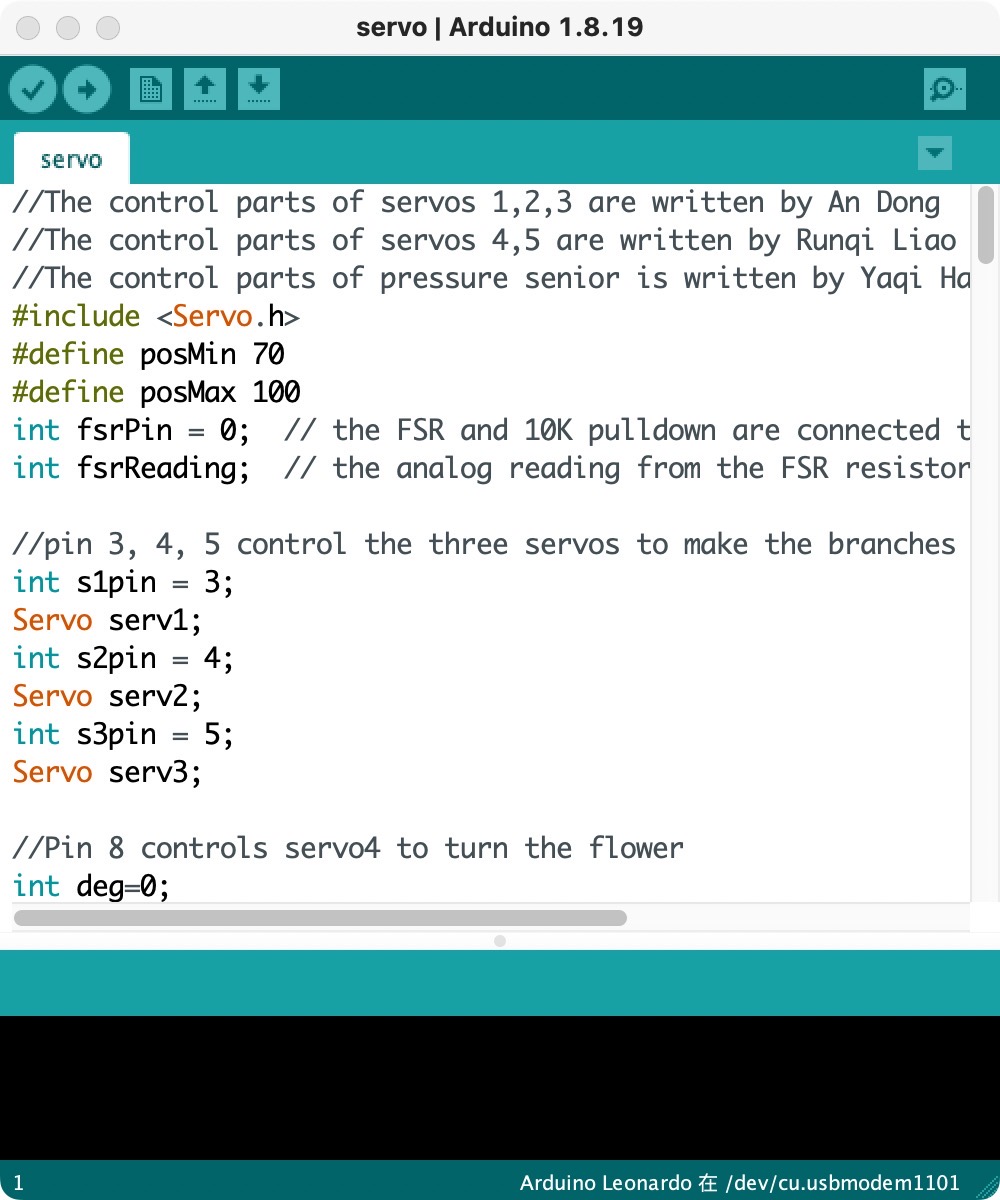 servo | Arduino 1.8.19
servo
//The control parts of servos 1,2,3 are written by An Dong
//The control parts of servos 4,5 are written by Runqi Liao
//The control parts of pressure senior is written by Yaqi Ha
#include <Servo.h>
#define posMin 70
#define posMax 100
int fsrPin = 0;  // the FSR and 10K pulldown are connected t
int fsrReading;  // the analog reading from the FSR resistor
//pin 3, 4, 5 control the three servos to make the branches
int s1pin = 3;
Servo serv1;
int s2pin = 4;
Servo serv2;
int s3pin = 5;
Servo serv3;
//Pin 8 controls servo4 to turn the flower
int deg=0;
1
Arduino Leonardo 在 /dev/cu.usbmodem1101